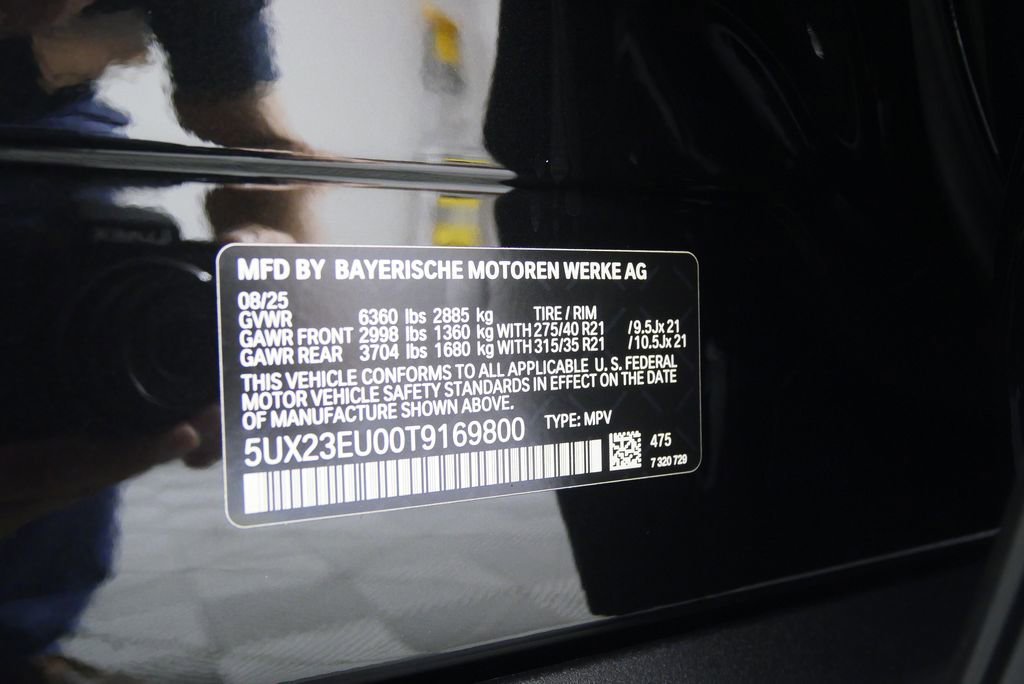 MFD BY BAYERISCHE MOTOREN WERKE AG
08/25
GVWR 6360 lbs 2885 kg TIRE / RIM
GAWR FRONT 2998 lbs 1360 kg WITH 275/40 R21 /9.5Jx 21
GAWR REAR 3704 lbs 1680 kg WITH 315/35 R21 /10.5Jx 21
THIS VEHICLE CONFORMS TO ALL APPLICABLE U. S. FEDERAL
MOTOR VEHICLE SAFETY STANDARDS IN EFFECT ON THE DATE
OF MANUFACTURE SHOWN ABOVE.
5UX23EU00T9169800 TYPE: MPV
475
7 320 729